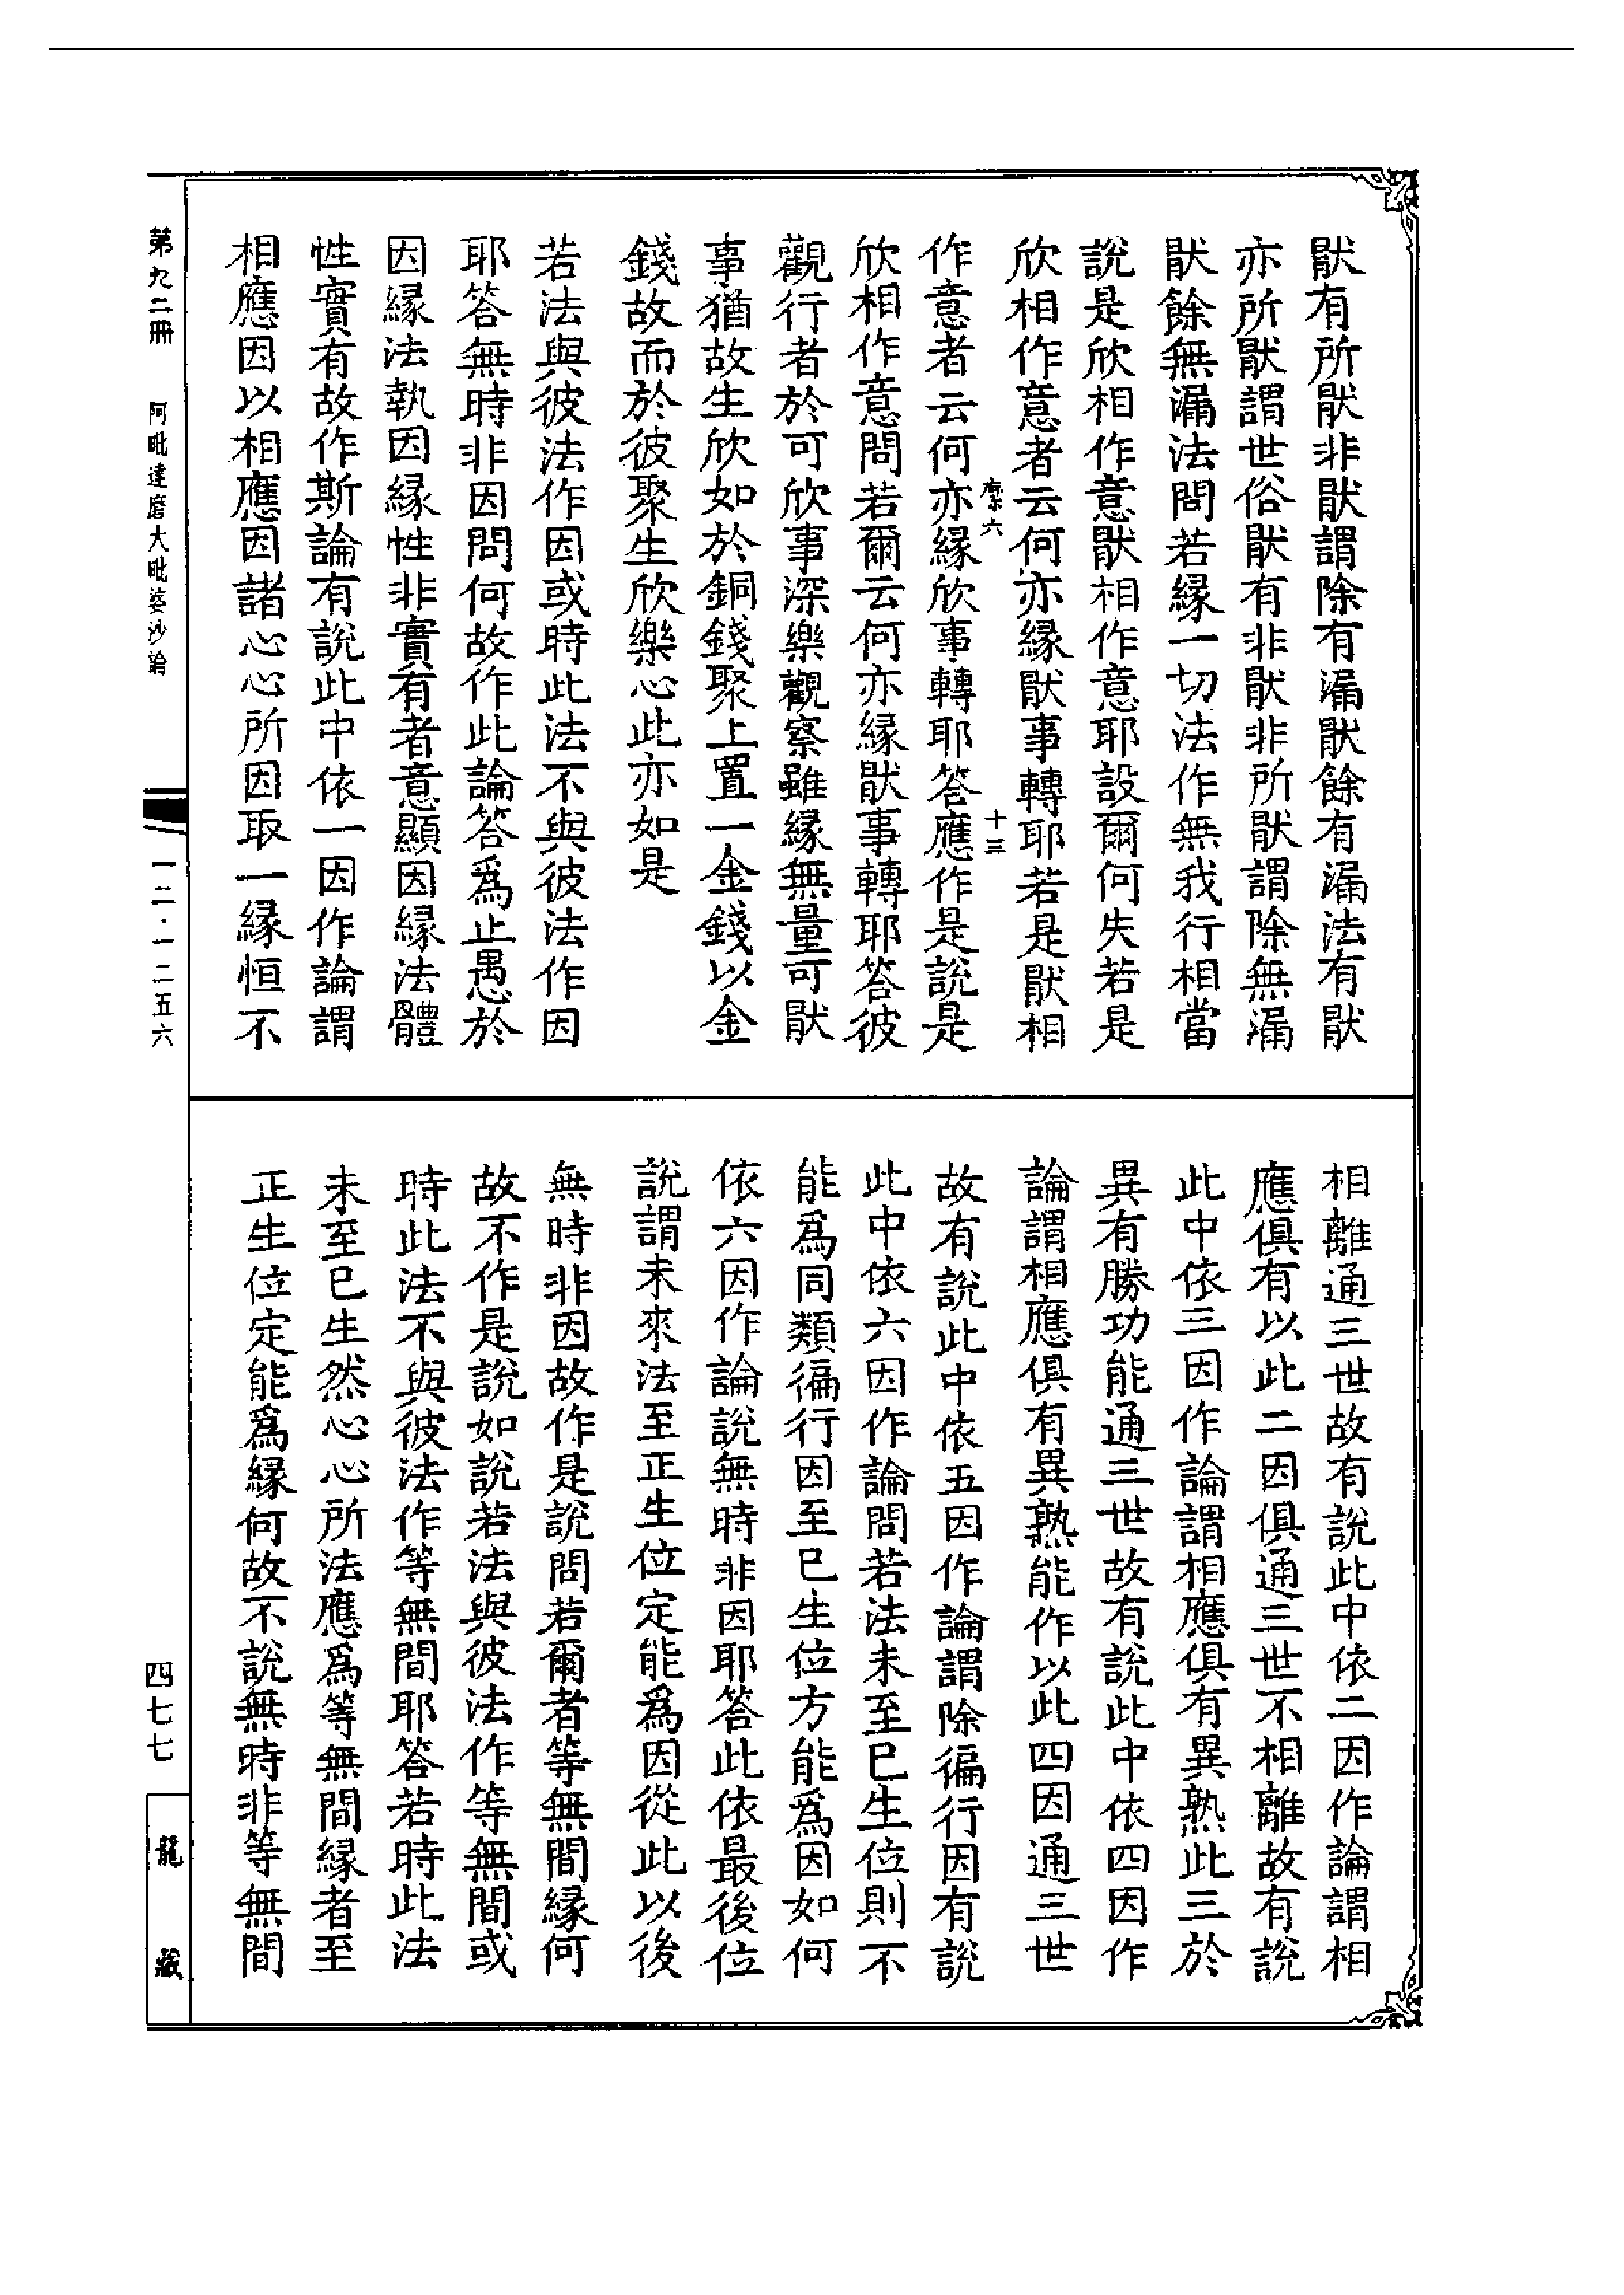 猒有所猒非猒謂除有漏猒餘有漏法有猒
亦所猒謂世俗猒有非猒非所猒謂除無漏
猒餘無漏法問若縁一切法作無我行相當
說是欣相作意猒相作意耶設爾何失若是
欣相作意者云何亦縁猒事轉耶若是猒相
縻六
十三
作意者云何亦縁欣事轉耶答應作是說是
欣相作意問若爾云何亦縁猒事轉耶答彼
觀行者於可欣事深樂觀察雖縁無量可猒
事猶故生欣如於銅錢聚上置一金錢以金
錢故而於彼聚生欣樂心此亦如是
若法與彼法作因或時此法不與彼法作因
耶答無時非因問何故作此論答爲止愚於
因縁法執因縁性非實有者意顯因縁法體
性實有故作斯論有說此中依一因作論謂
相應因以相應因諸心心所因取一縁恒不
相離通三世故有說此中依二因作論謂相
應俱有以此二因俱通三世不相離故有說
此中依三因作論謂相應俱有異熟此三於
異有勝功能通三世故有說此中依四因作
論謂相應俱有異熟能作以此四因通三世
故有說此中依五因作論謂除徧行因有說
此中依六因作論問若法未至已生位則不
能爲同類徧行因至已生位方能爲因如何
依六因作論說無時非因耶答此依最後位
說謂未來法至正生位定能爲因從此以後
無時非因故作是說問若爾者等無間縁何
故不作是說如說若法與彼法作等無間或
時此法不與彼法作等無間耶答若時此法
未至已生然心心所法應爲等無間縁者至
正生位定能爲縁何故不說無時非等無間
第九二冊 阿毗達磨大毗婆沙論
一二·一二五六
四七七
龍藏